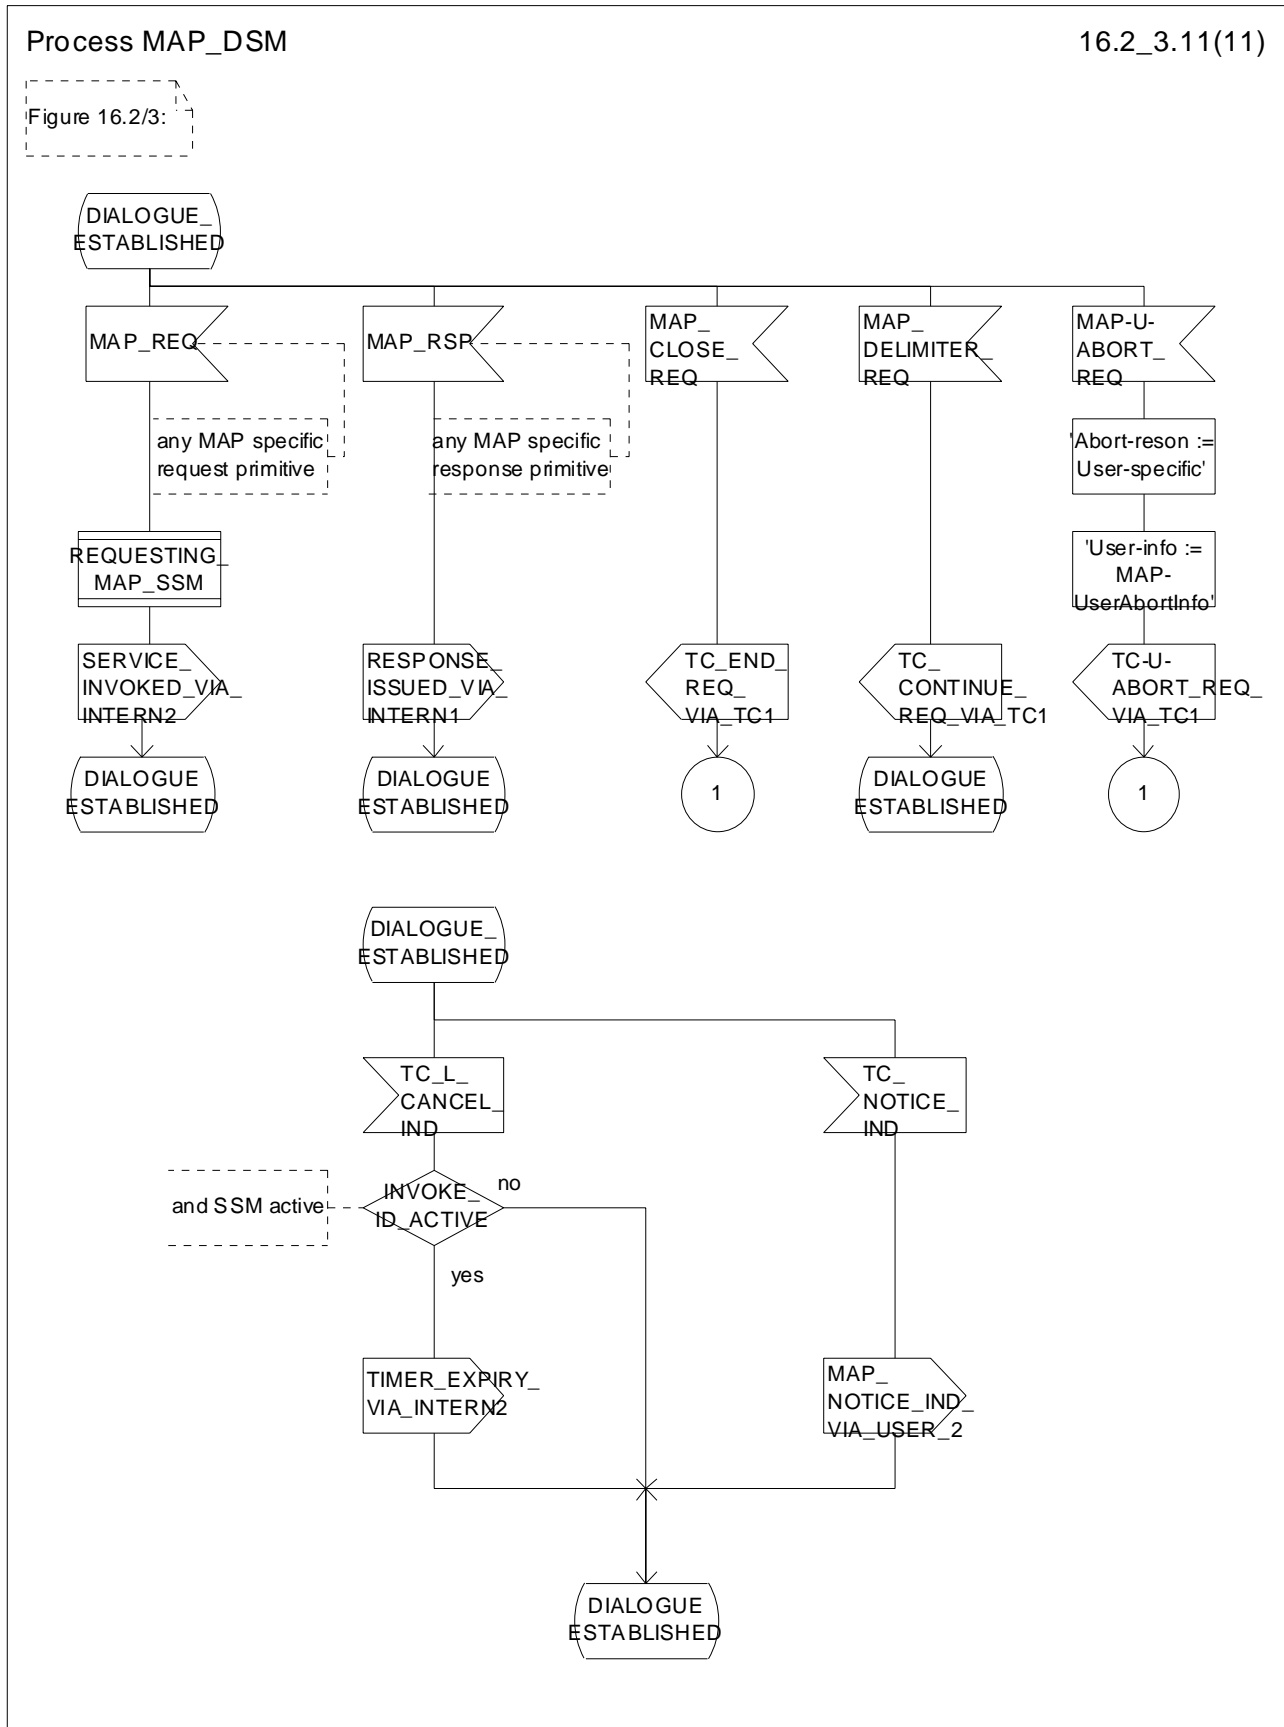 Process MAP_DSM
16.2_3.11(11)
Figure 16.2/3:
DIALOGUE_
ESTABLISHED
MAP_REQ
MAP_RSP
MAP_
CLOSE_
REQ
MAP_
DELIMITER_
REQ
MAP-U-
ABORT_
REQ
any MAP specific
request primitive
any MAP specific
response primitive
'Abort-reson :=
User-specific'
REQUESTING_
MAP_SSM
'User-info :=
MAP-
UserAbortInfo'
SERVICE_
INVOKED_VIA_
INTERN2
RESPONSE_
ISSUED_VIA_
INTERN1
TC_END_
REQ_
VIA_TC1
TC_
CONTINUE_
REQ_VIA_TC1
TC-U-
ABORT_REQ_
VIA_TC1
DIALOGUE
ESTABLISHED
DIALOGUE
ESTABLISHED
1
DIALOGUE
ESTABLISHED
1
DIALOGUE_
ESTABLISHED
TC_L_
CANCEL_
IND
TC_
NOTICE_
IND
and SSM active
INVOKE_
ID_ACTIVE
no
yes
TIMER_EXPIRY_
VIA_INTERN2
MAP_
NOTICE_IND_
VIA_USER_2
DIALOGUE
ESTABLISHED